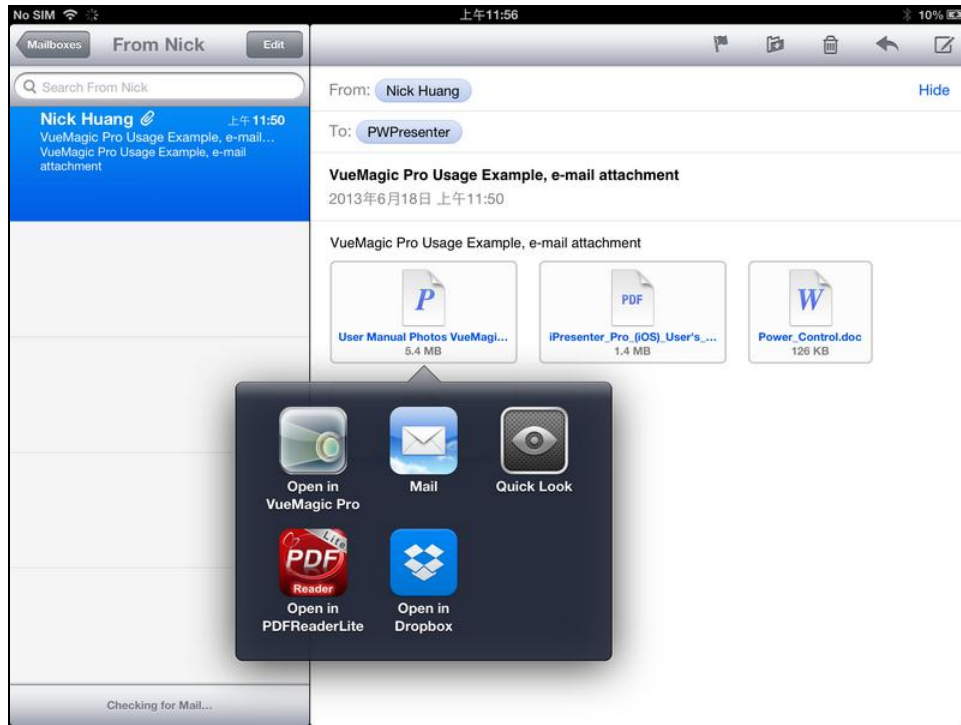 No SIM 上午11:56 10%
Mailboxes From Nick Edit
Search From Nick
Nick Huang 上午 11:50
VueMagic Pro Usage Example, e-mail...
VueMagic Pro Usage Example, e-mail
attachment
Checking for Mail...
From: Nick Huang Hide
To: PWPresenter
VueMagic Pro Usage Example, e-mail attachment
2013年6月18日 上午11:50
VueMagic Pro Usage Example, e-mail attachment
P
User Manual Photos VueMagi...
5.4 MB
PDF
iPresenter_Pro_(iOS)_User's_...
1.4 MB
W
Power_Control.doc
126 KB
Open in
VueMagic Pro
Mail
Quick Look
Lite
PDF
Reader
Open in
PDFReaderLite
Open in
Dropbox